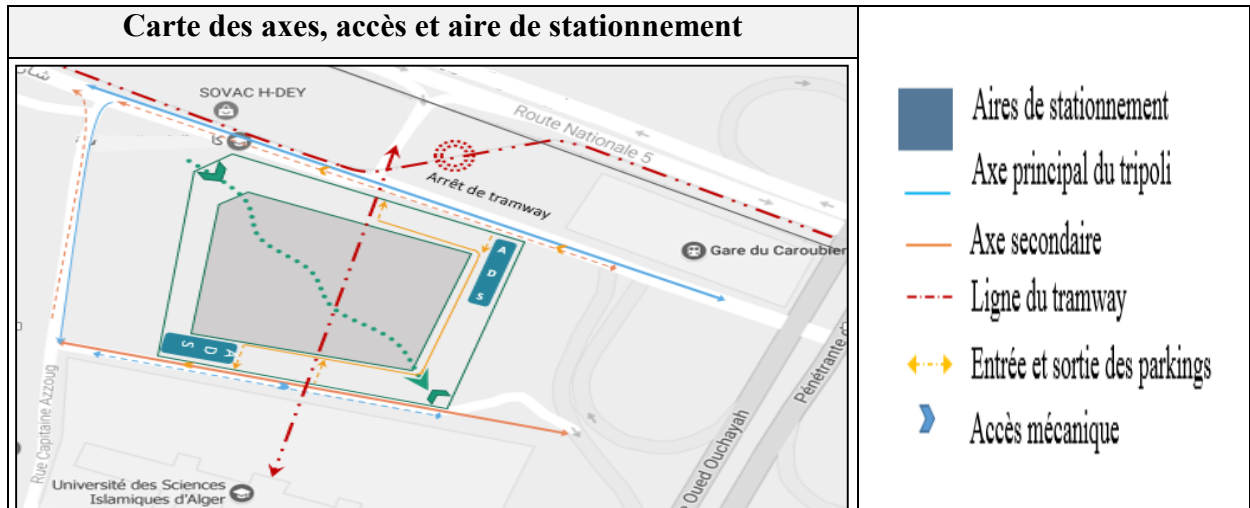 Carte des axes, accès et aire de stationnement
شار
SOVAC H-DEY
كا
Route Nationale 5
Arrêt de tramway
Gare du Caroubier
A
D
S
A D S
Rue Capitaine Azzoug
Pénétrante
Oued Ouchayah
Université des Sciences
Islamiques d'Alger
Aires de stationnement
Axe principal du tripoli
Axe secondaire
Ligne du tramway
Entrée et sortie des parkings
Accès mécanique